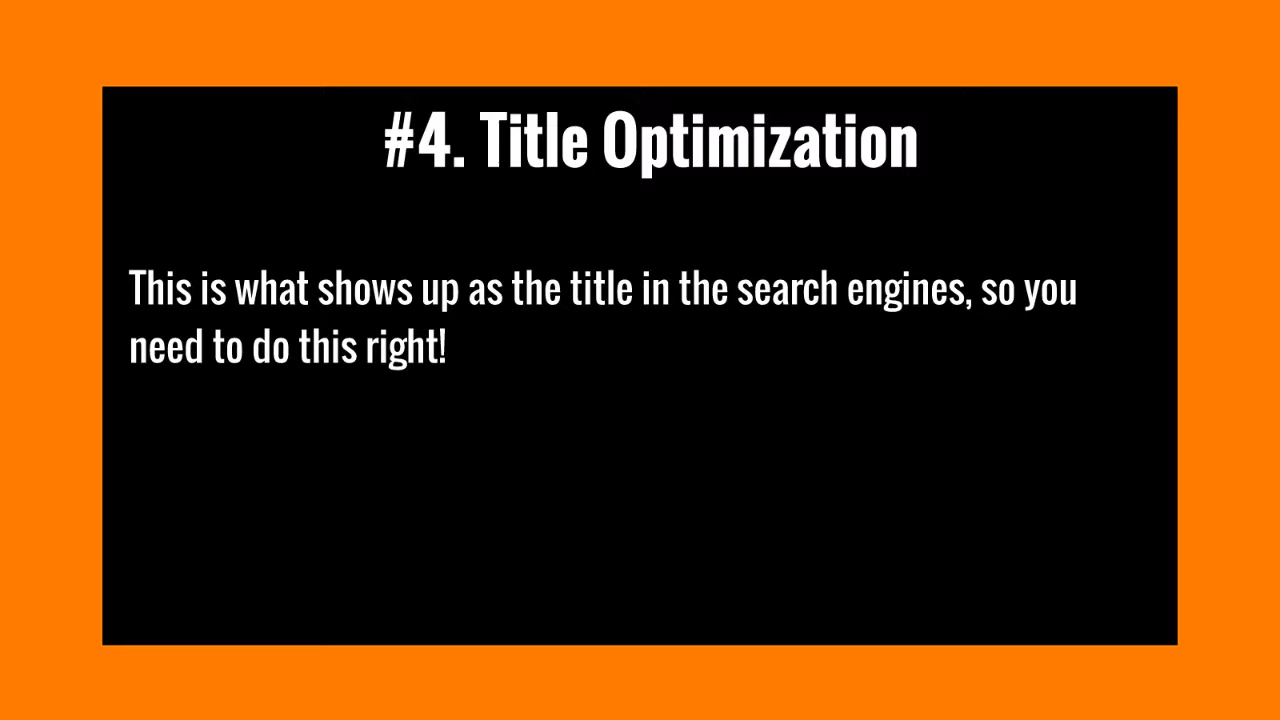 #4. Title Optimization
This is what shows up as the title in the search engines, so you
need to do this right!